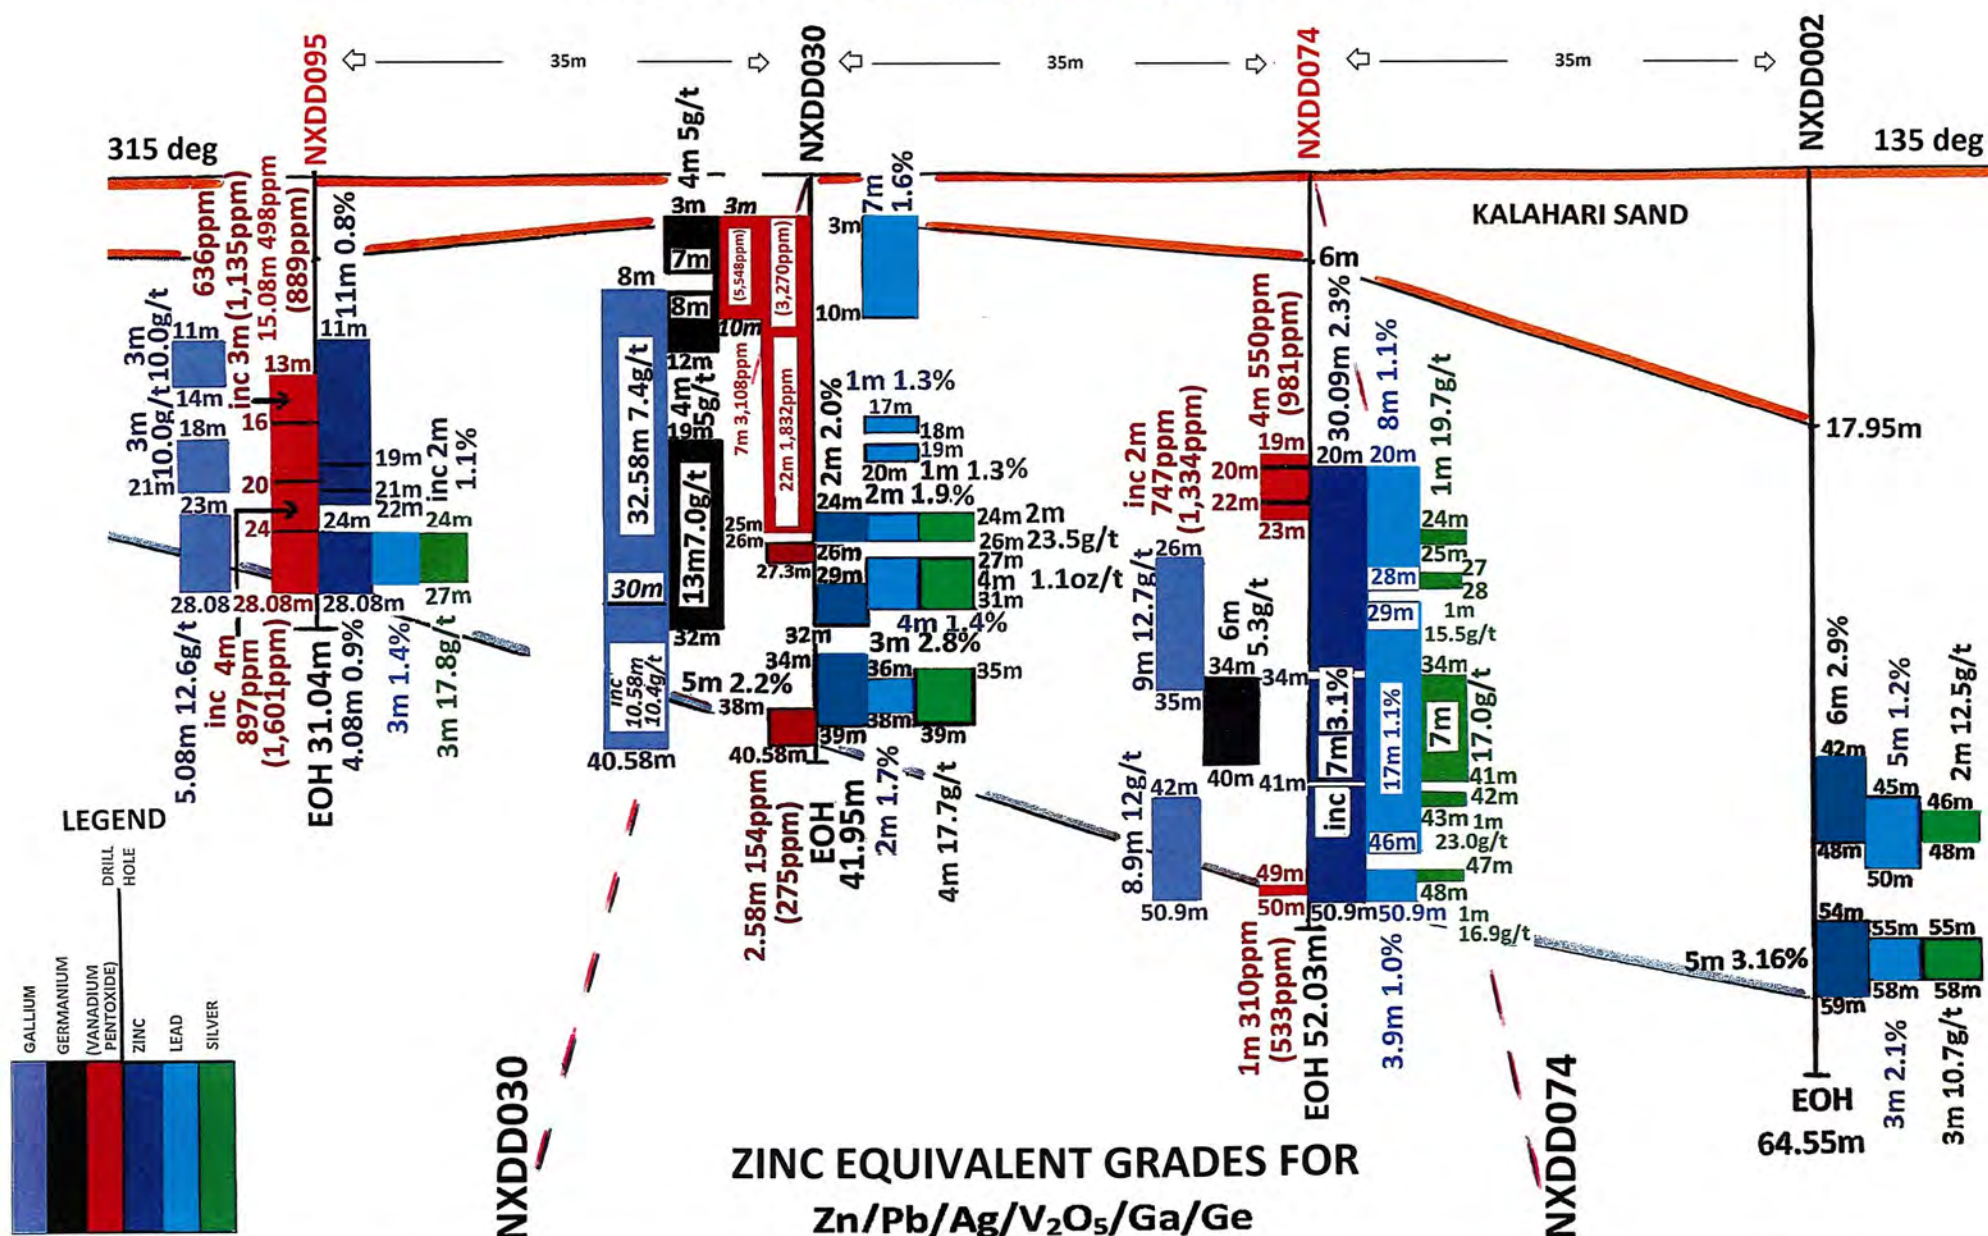 NXDD095
35m
NXDD030
35m
NXDD074
35m
NXDD002
315 deg
135 deg
KALAHARI SAND
636ppm
inc 3m (1,135ppm)
15.08m 498ppm
(889ppm)
11m 0.8%
3m
10.0g/t
11m
14m
3m
10.0g/t
18m
21m
23m
28.08
5.08m 12.6g/t
13m
16
20
24
28.08m
inc 4m
897ppm
(1,601ppm)
11m
19m
21m
22m
24m
28.08m
EOH 31.04m
4.08m 0.9%
inc 2m
1.1%
24m
27m
3m 1.4%
3m 17.8g/t
4m 5g/t
3m
7m
8m
12m
4m
5g/t
19m
13m7.0g/t
32m
8m
32.58m 7.4g/t
30m
inc
10.58m
10.4g/t
40.58m
3m
(5,548ppm)
(3,270ppm)
10m
7m 3,108ppm
22m 1,832ppm
25m
26m
27.3m
38m
40.58m
2.58m 154ppm
(275ppm)
7m
1.6%
3m
10m
2m 2.0%
1m 1.3%
17m
18m
19m
20m
1m 1.3%
2m 1.9%
24m
24m
2m
26m
23.5g/t
26m
29m
27m
4m
1.1oz/t
31m
32m
4m 1.4%
3m 2.8%
5m 2.2%
34m
36m
35m
38m
39m
39m
EOH
41.95m
2m 1.7%
4m 17.7g/t
6m
4m 550ppm
(981ppm)
30.09m 2.3%
8m 1.1%
1m 19.7g/t
inc 2m
747ppm
(1,334ppm)
19m
20m
22m
23m
20m
20m
24m
25m
27
28
28m
29m
1m
15.5g/t
9m 12.7g/t
26m
35m
6m
5.3g/t
34m
40m
34m
7m
3.1%
41m
inc
17m 1.1%
46m
34m
7m
17.0g/t
41m
42m
43m
1m
23.0g/t
47m
48m
1m
16.9g/t
8.9m 12g/t
42m
50.9m
49m
50m
50.9m
50.9m
1m 310ppm
(533ppm)
EOH 52.03m
3.9m 1.0%
17.95m
6m 2.9%
5m 1.2%
2m 12.5g/t
42m
45m
46m
48m
48m
50m
54m
55m
55m
5m 3.16%
58m
58m
59m
3m 2.1%
3m 10.7g/t
EOH
64.55m
LEGEND
DRILL
HOLE
GALLIUM
GERMANIUM
(VANADIUM
PENTOXIDE)
ZINC
LEAD
SILVER
NXDD030
NXDD074
ZINC EQUIVALENT GRADES FOR
Zn/Pb/Ag/V₂O₅/Ga/Ge